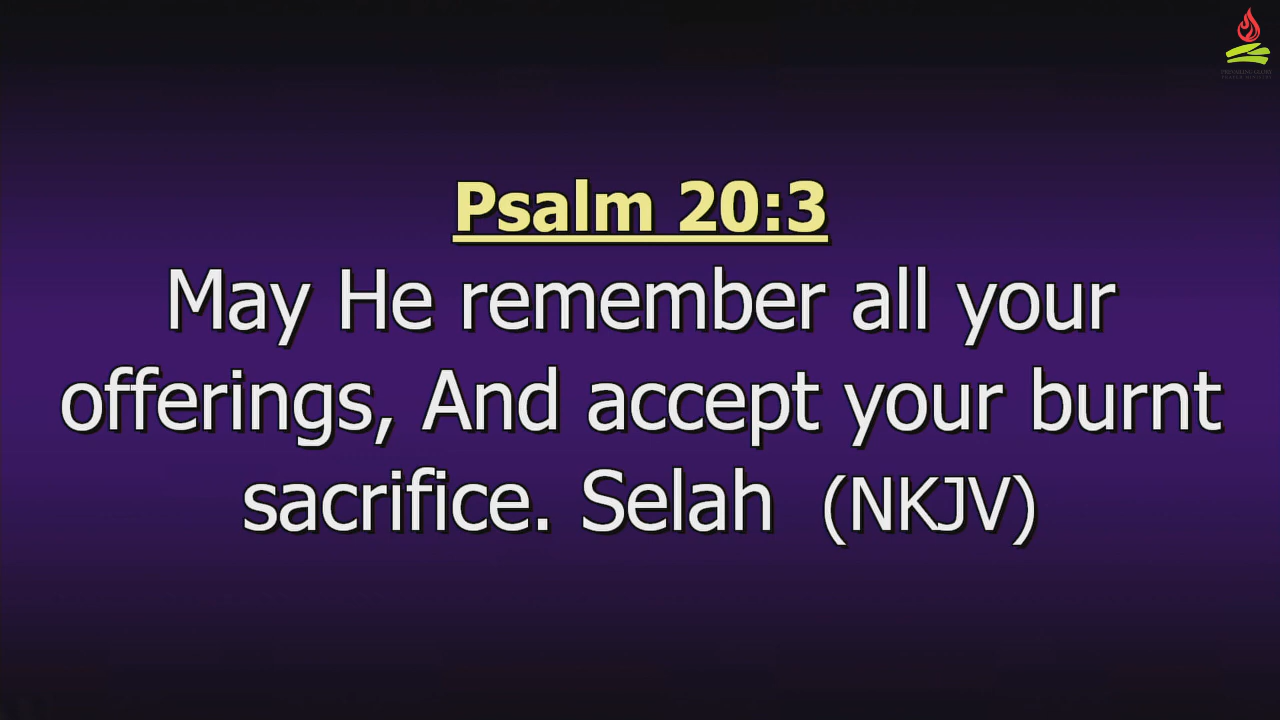 Psalm 20:3
May He remember all your
offerings, And accept your burnt
sacrifice. Selah (NKJV)